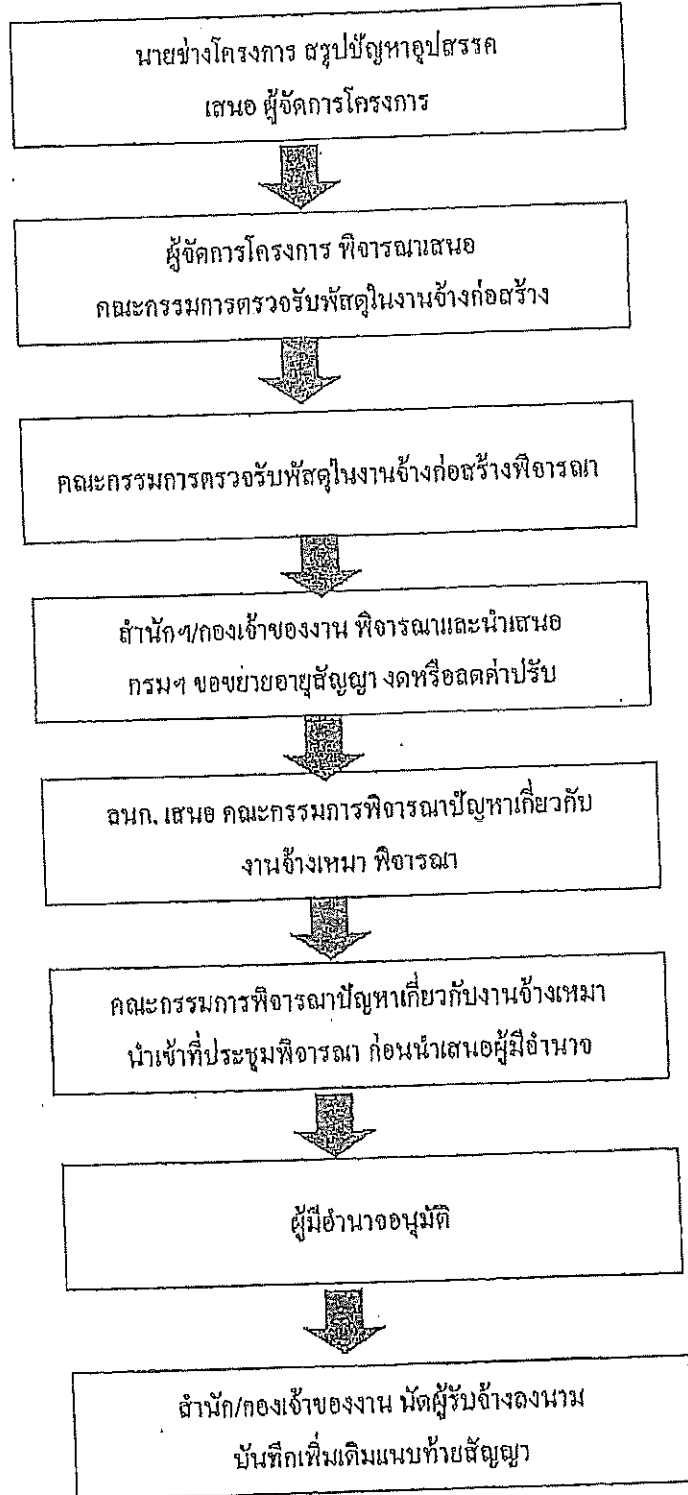 นายช่างโครงการ สรุปปัญหาอุปสรรค
เสนอ ผู้จัดการโครงการ
ผู้จัดการโครงการ พิจารณาเสนอ
คณะกรรมการตรวจรับพัสดุในงานจ้างก่อสร้าง
คณะกรรมการตรวจรับพัสดุในงานจ้างก่อสร้างพิจารณา
สำนักฯ/กองเจ้าของงาน พิจารณาและนำเสนอ
กรมฯ ขอขยายอายุสัญญา งดหรือลดค่าปรับ
ลนก. เสนอ คณะกรรมการพิจารณาปัญหาเกี่ยวกับ
งานจ้างเหมา พิจารณา
คณะกรรมการพิจารณาปัญหาเกี่ยวกับงานจ้างเหมา
นำเข้าที่ประชุมพิจารณา ก่อนนำเสนอผู้มีอำนาจ
ผู้มีอำนาจอนุมัติ
สำนัก/กองเจ้าของงาน นัดผู้รับจ้างลงนาม
บันทึกเพิ่มเติมแนบท้ายสัญญา